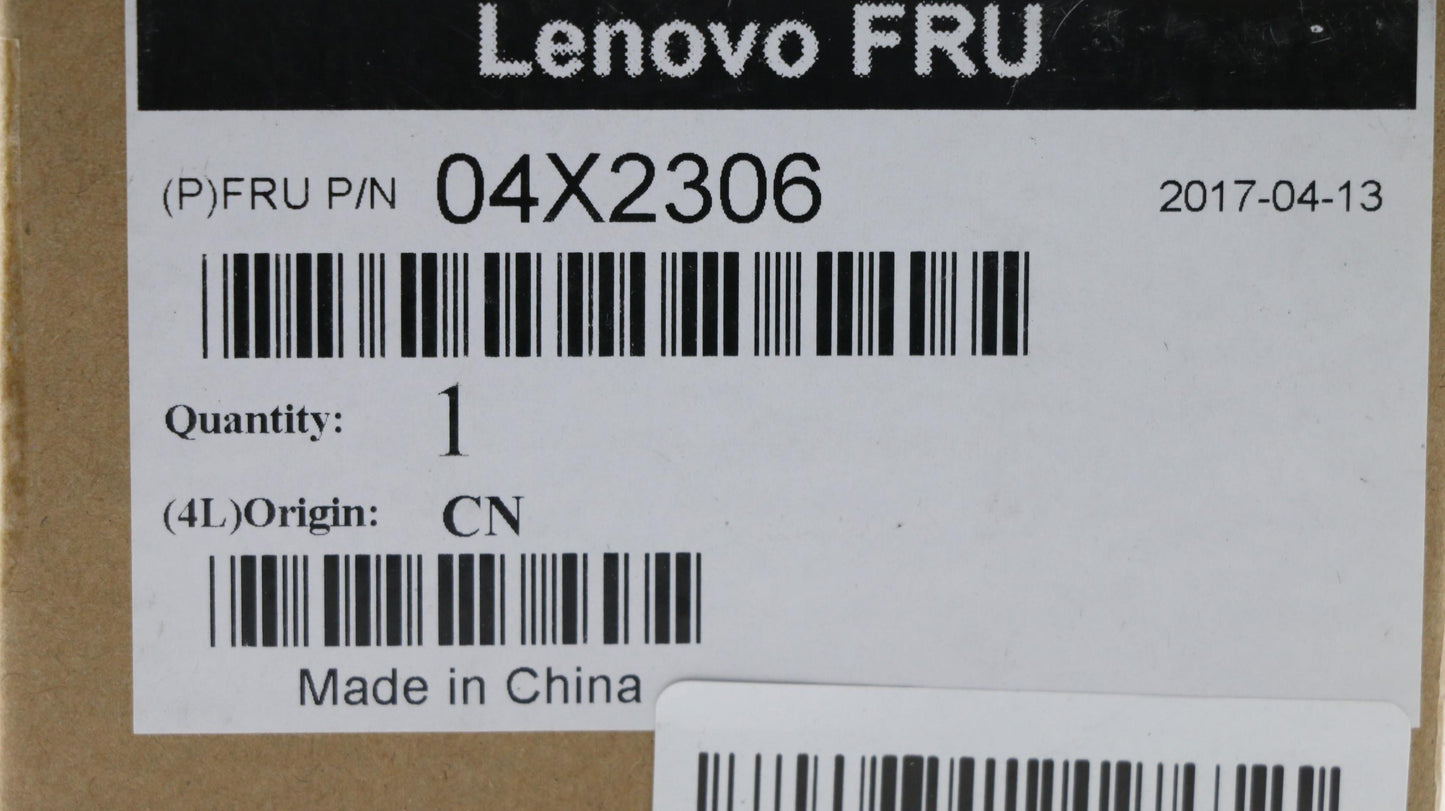 Lenovo FRU
(P)FRU P/N 04X2306 2017-04-13
Quantity: 1
(4L)Origin: CN
Made in China